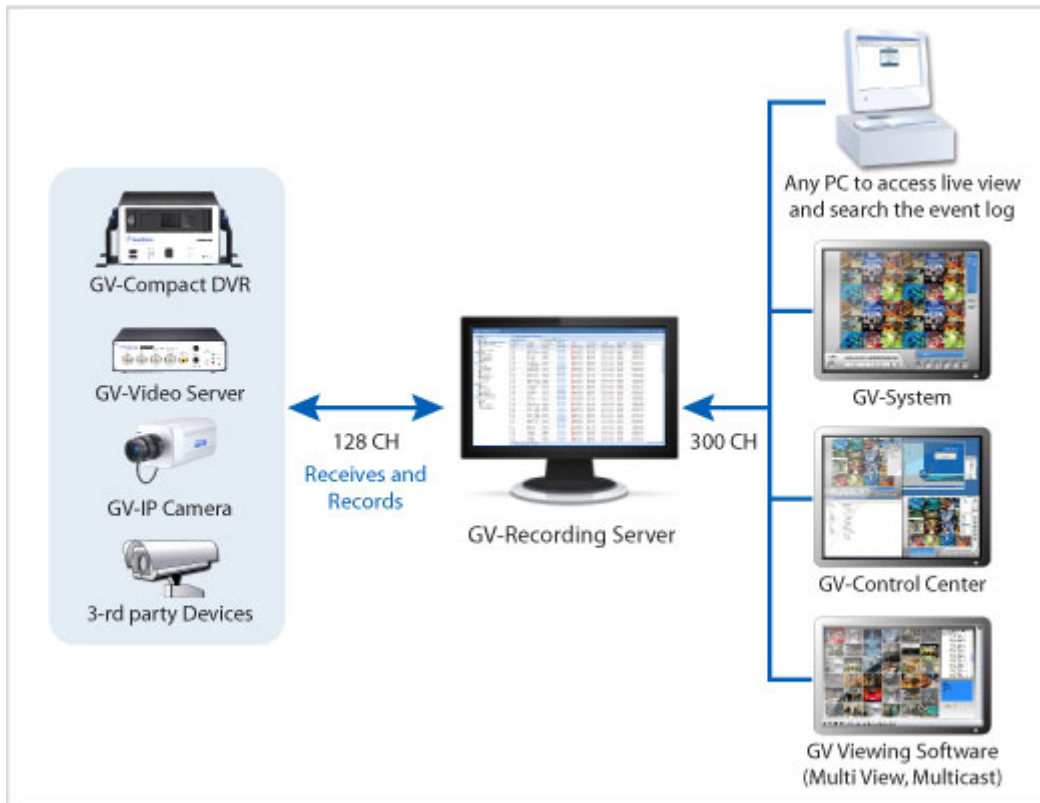 GV-Compact DVR
GV-Video Server
GV-IP Camera
3-rd party Devices
128 CH
Receives and
Records
GV-Recording Server
300 CH
Any PC to access live view
and search the event log
GV-System
GV-Control Center
GV Viewing Software
(Multi View, Multicast)